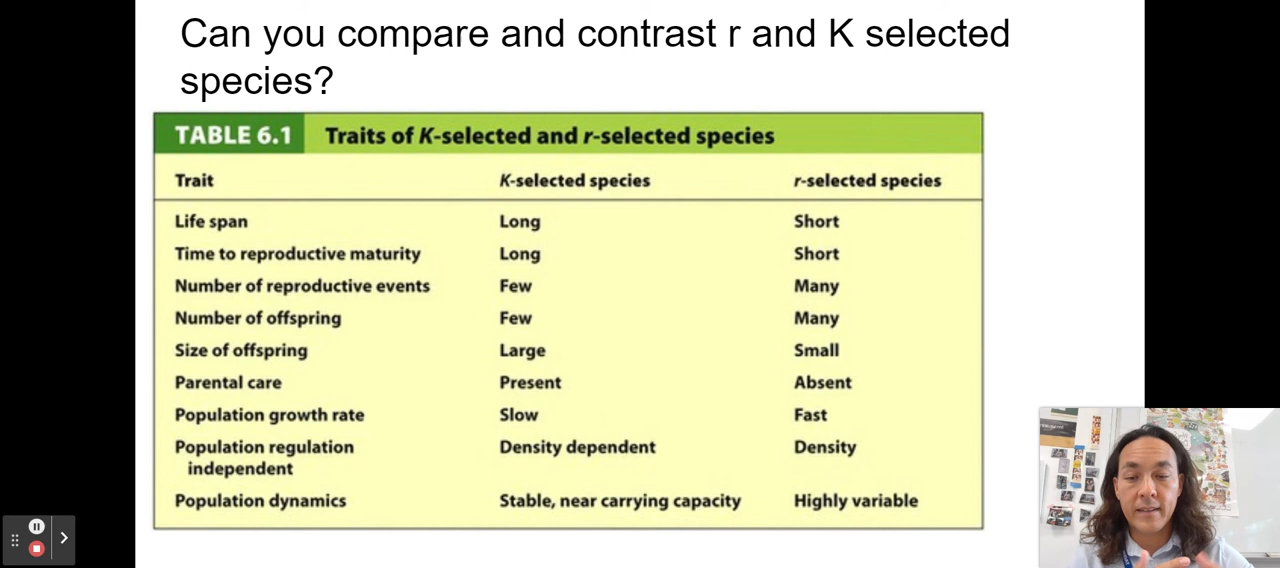 Can you compare and contrast r and K selected
species?
TABLE 6.1 Traits of K-selected and r-selected species
Trait K-selected species r-selected species
Life span Long Short
Time to reproductive maturity Long Short
Number of reproductive events Few Many
Number of offspring Few Many
Size of offspring Large Small
Parental care Present Absent
Population growth rate Slow Fast
Population regulation Density dependent Density
independent
Population dynamics Stable, near carrying capacity Highly variable